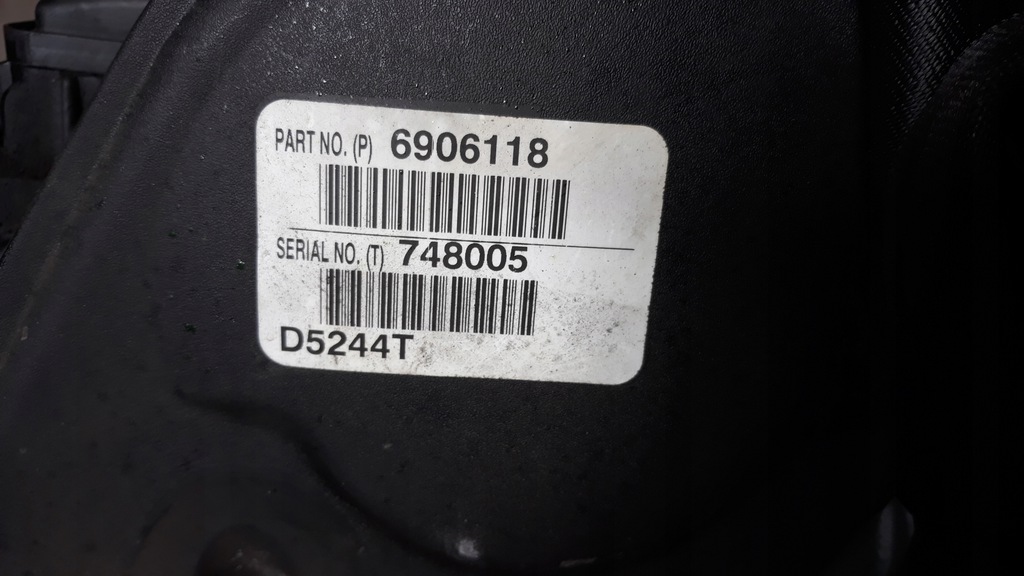 PART NO. (P) 6906118
SERIAL NO. (T) 748005
D5244T